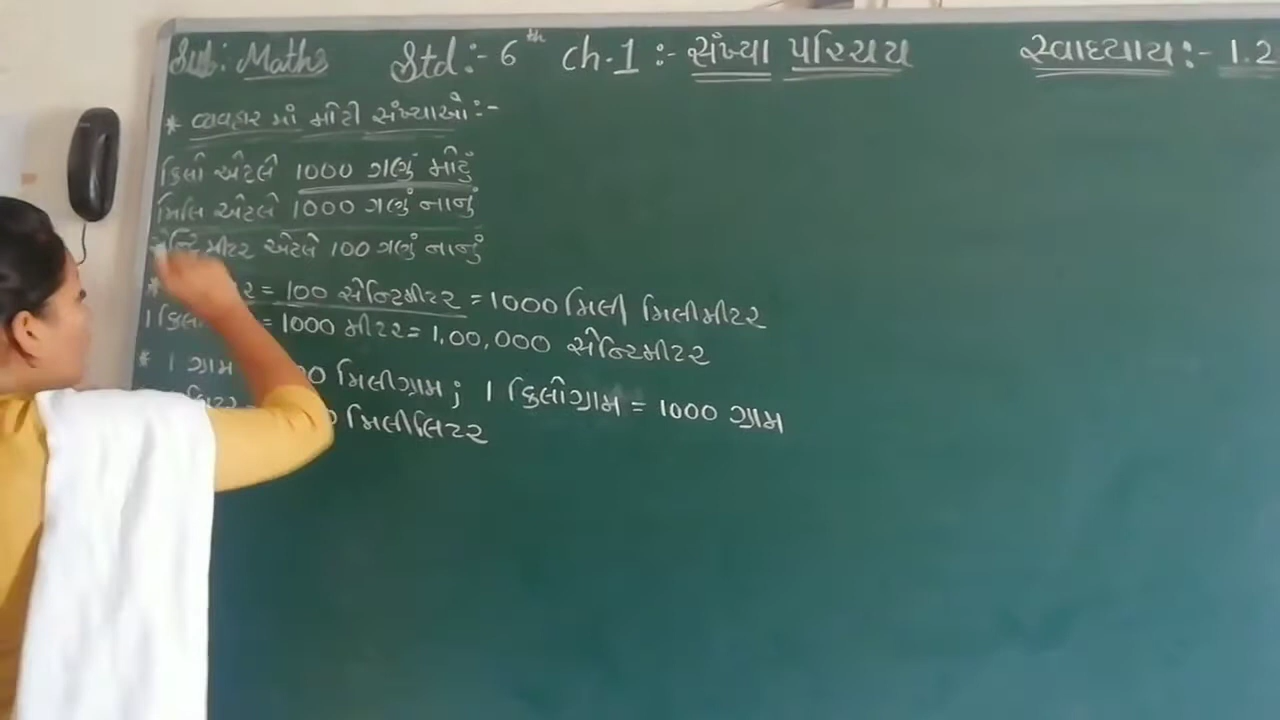 Sub: Maths Std:- 6th ch.1:- સંખ્યા પરિચય સ્વાધ્યાય:- 1.2
* વ્યવહાર માં મોટી સંખ્યાઓ:-
કિલો એટલે 1000 ગણું મોટું
મિલિ એટલે 1000 ગણું નાનું
સેન્ટિમીટર એટલે 100 ગણું નાનું
* = 100 સેન્ટિમીટર = 1000 મિલી મિલીમીટર
1 = 1000 મીટર = 1,00,000 સેન્ટિમીટર
* 1 ગ્રામ મિલીગ્રામ; 1 કિલોગ્રામ = 1000 ગ્રામ
મિલીલિટર